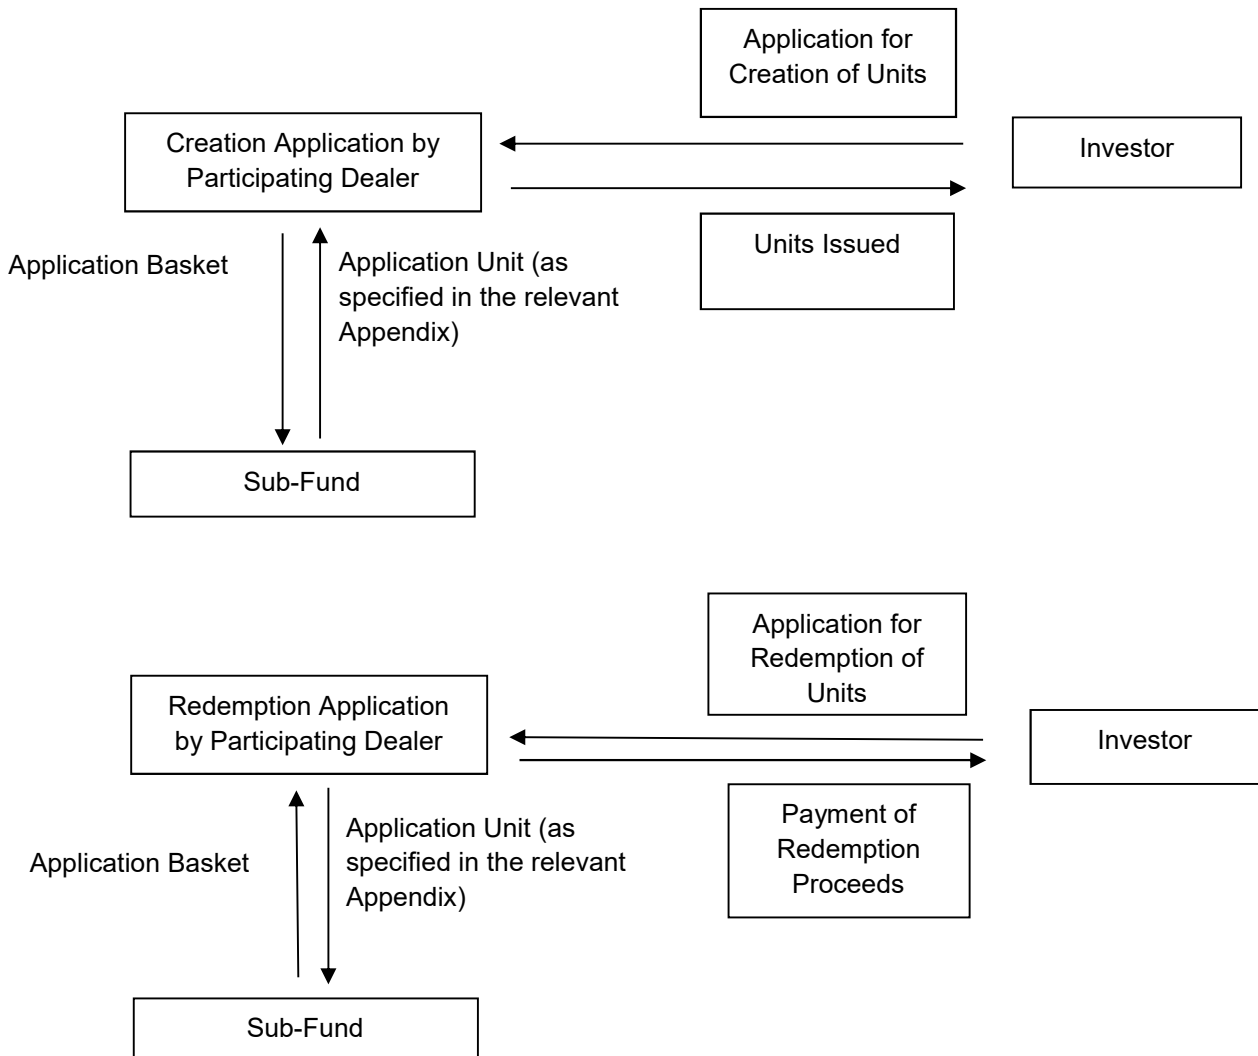 Application for
Creation of Units
Creation Application by
Participating Dealer
Investor
Units Issued
Application Basket
Application Unit (as
specified in the relevant
Appendix)
Sub-Fund
Application for
Redemption of
Units
Redemption Application
by Participating Dealer
Investor
Payment of
Redemption
Proceeds
Application Basket
Application Unit (as
specified in the relevant
Appendix)
Sub-Fund